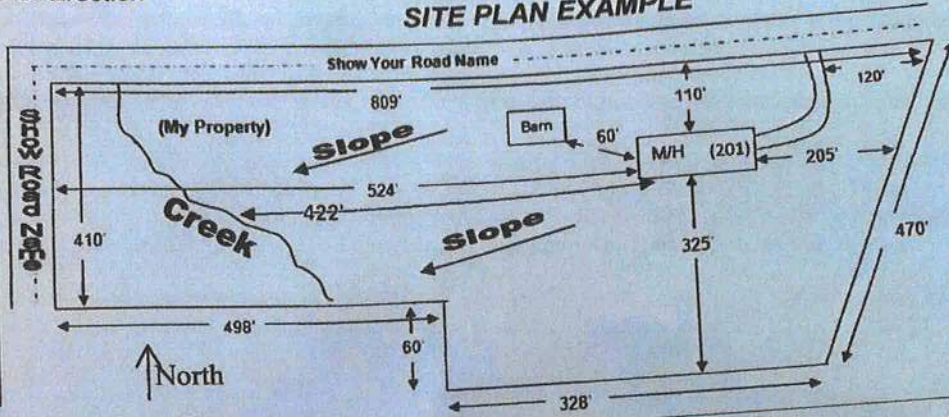 SITE PLAN EXAMPLE
Show Your Road Name
Show Road Name
809'
120'
110'
(My Property)
Slope
Barn
60'
M/H (201)
205'
524'
422'
Creek
Slope
410'
325'
470'
498'
60'
North
328'